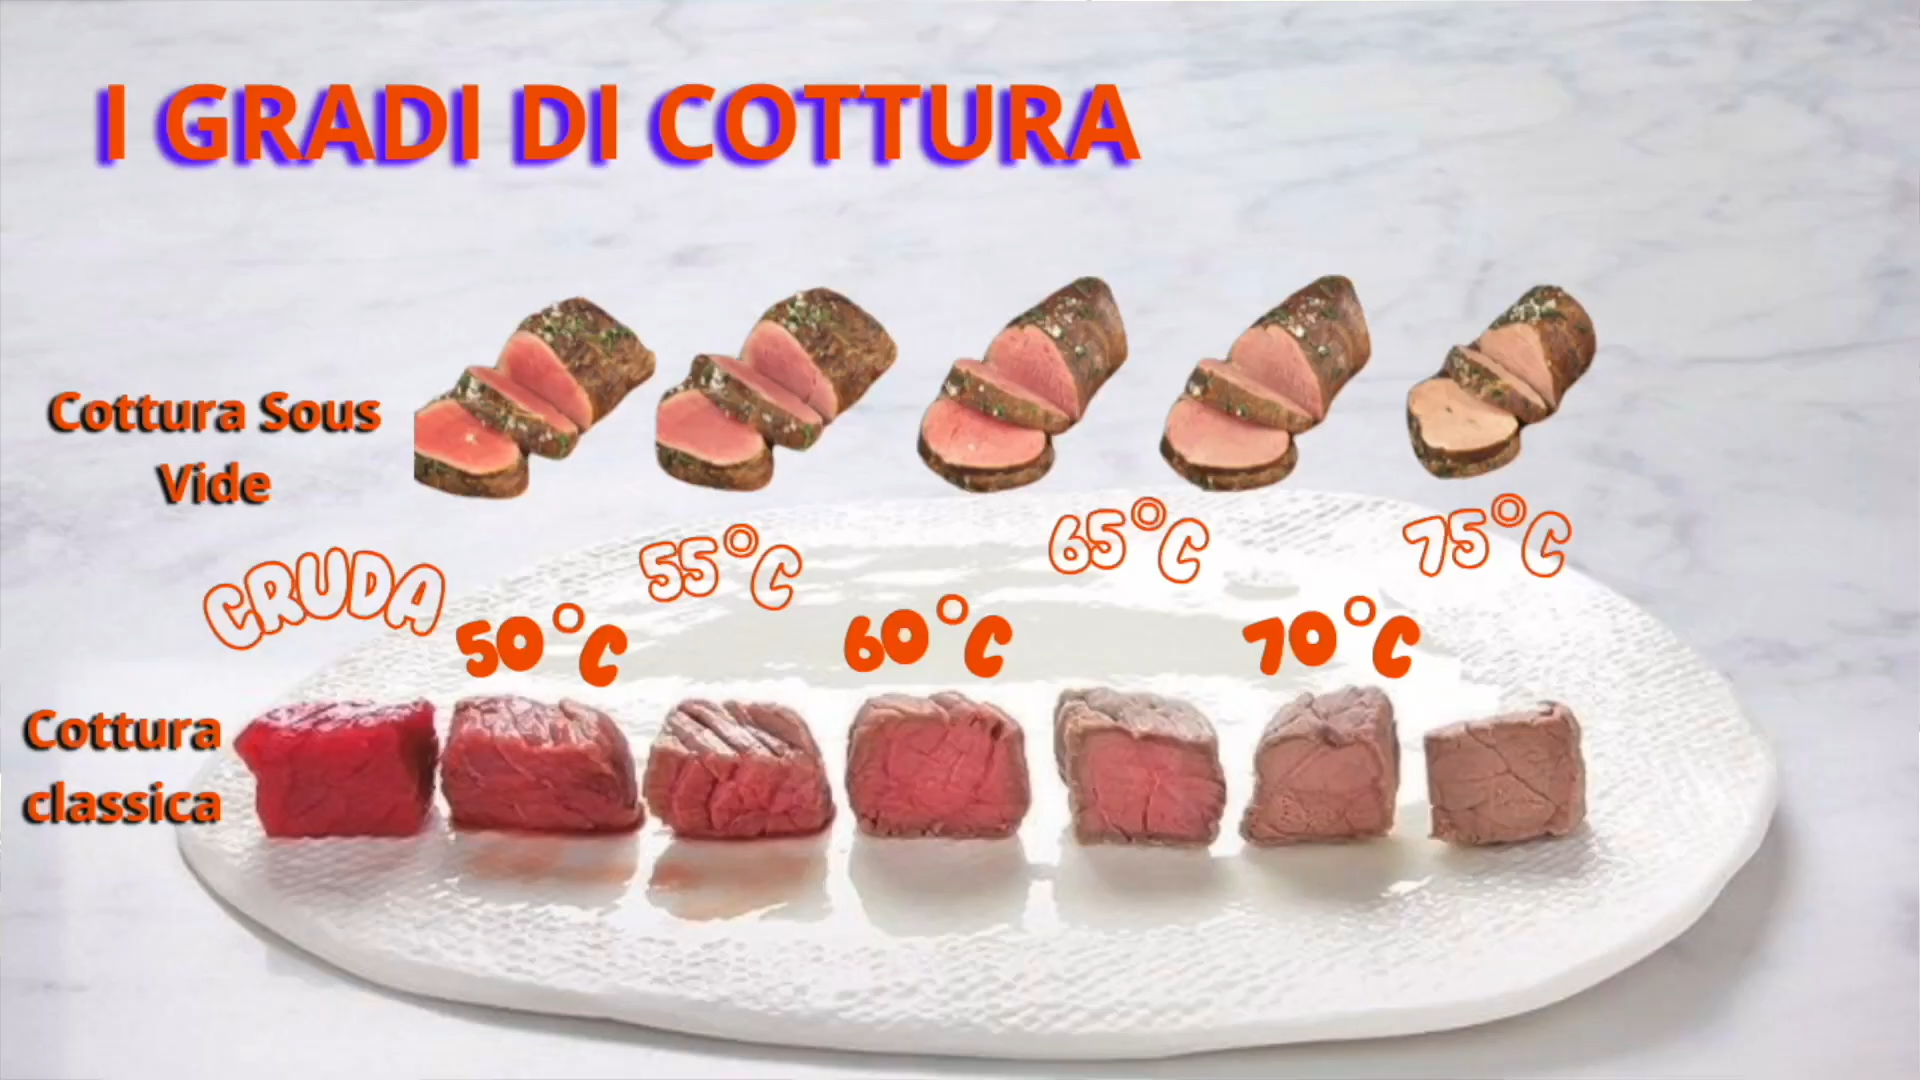 I GRADI DI COTTURA
Cottura Sous
Vide
CRUDA
50°C
55°C
60°C
65°C
70°C
75°C
Cottura
classica